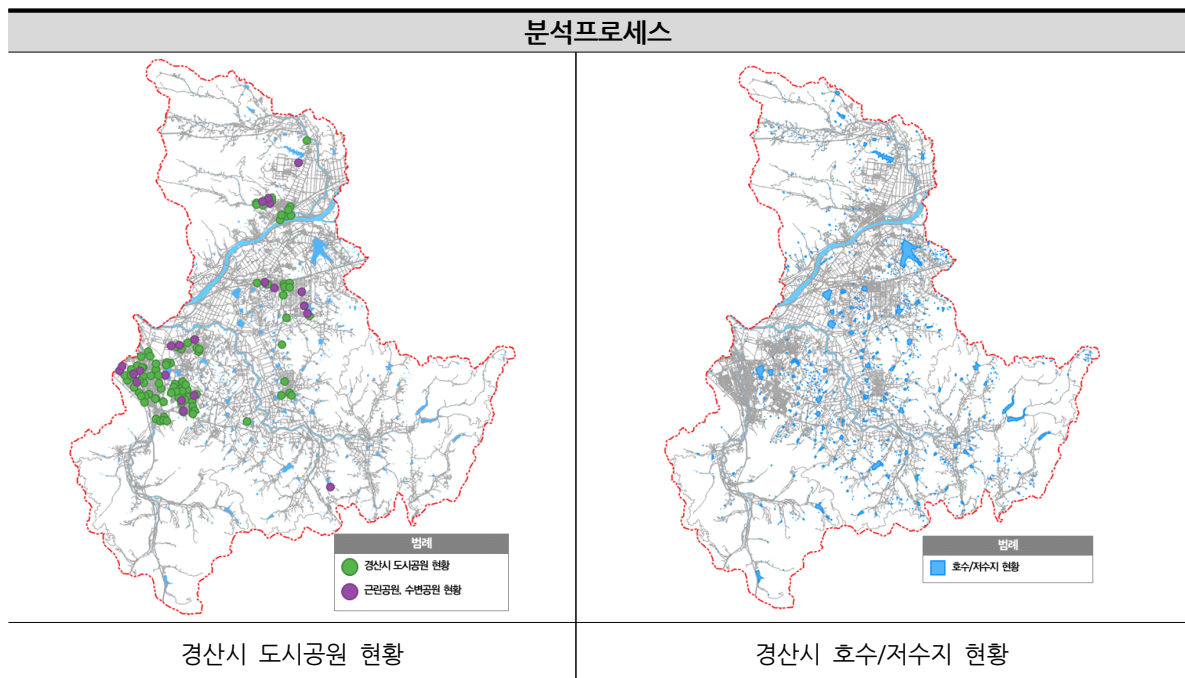 분석프로세스
범례
경산시 도시공원 현황
근린공원, 수변공원 현황
범례
호수/저수지 현황
경산시 도시공원 현황
경산시 호수/저수지 현황